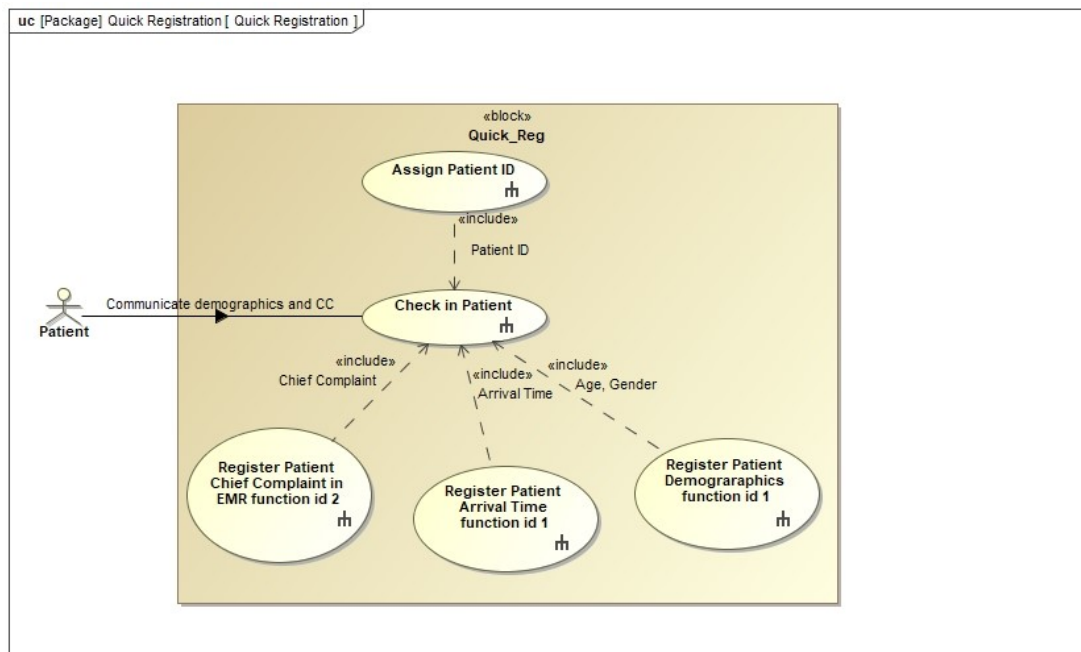 uc [Package] Quick Registration [ Quick Registration ]
«block»
Quick_Reg
Assign Patient ID
«include»
Patient ID
Communicate demographics and CC
Patient
Check in Patient
«include»
Chief Complaint
«include»
Arrival Time
«include»
Age, Gender
Register Patient
Chief Complaint in
EMR function id 2
Register Patient
Arrival Time
function id 1
Register Patient
Demograraphics
function id 1